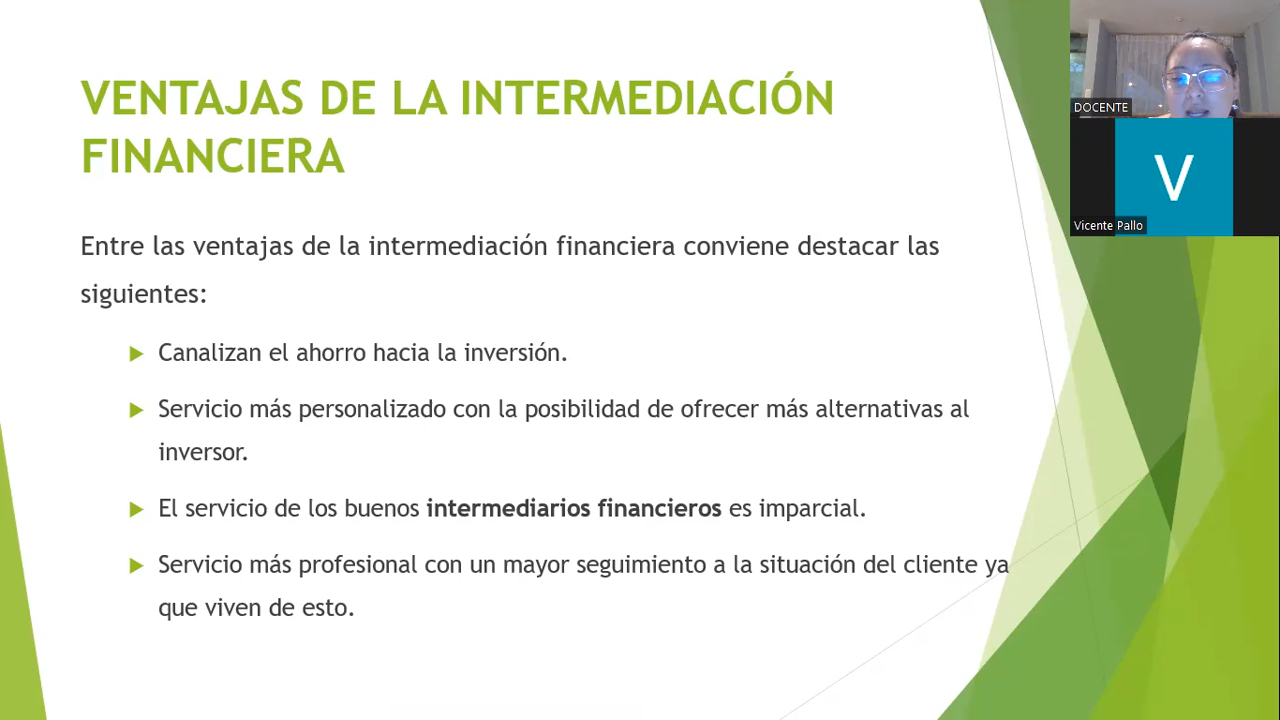 VENTAJAS DE LA INTERMEDIACIÓN
FINANCIERA
Entre las ventajas de la intermediación financiera conviene destacar las
siguientes:
Canalizan el ahorro hacia la inversión.
Servicio más personalizado con la posibilidad de ofrecer más alternativas al
inversor.
El servicio de los buenos intermediarios financieros es imparcial.
Servicio más profesional con un mayor seguimiento a la situación del cliente ya
que viven de esto.
DOCENTE
V
Vicente Pallo